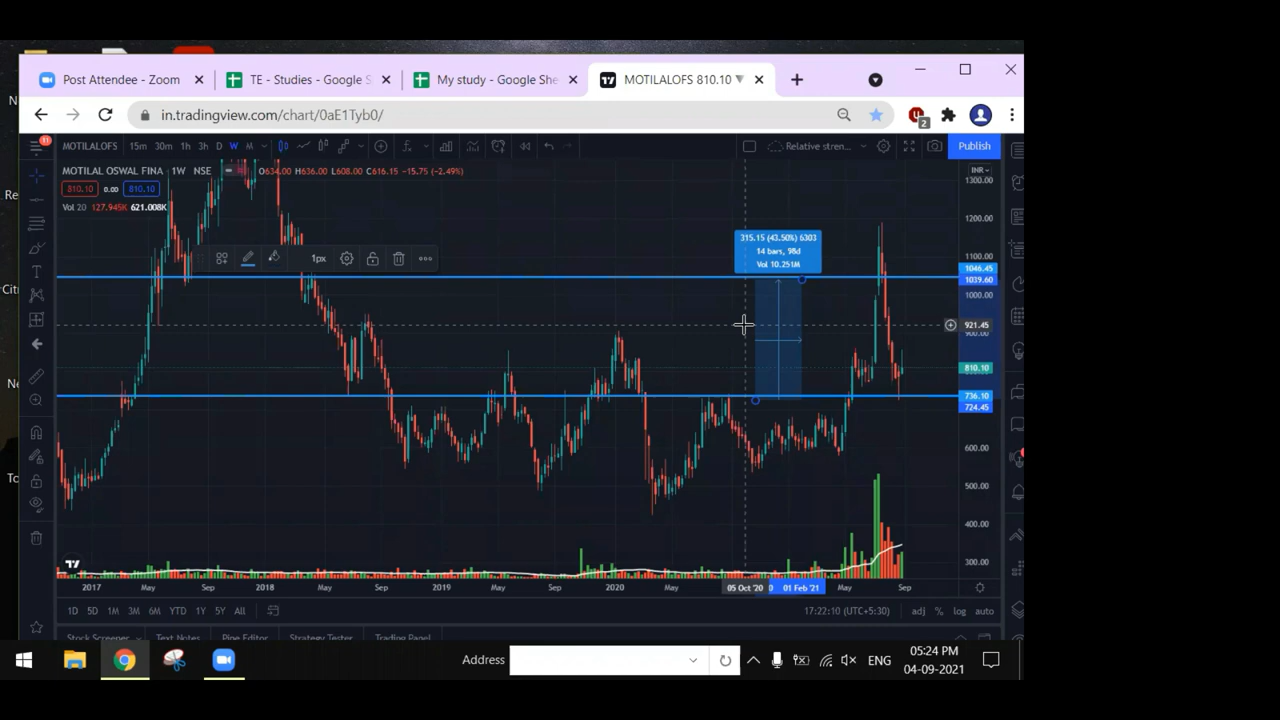 Post Attendee - Zoom
TE - Studies - Google S
My study - Google She
MOTILALOFS 810.10 ▼
in.tradingview.com/chart/0aE1Tyb0/
2
11
MOTILALOFS 15m 30m 1h 3h D W M
Relative stren...
Publish
MOTILAL OSWAL FINA · 1W · NSE
O634.00 H636.00 L608.00 C616.15 −15.75 (−2.49%)
INR
810.10 0.00 810.10
Vol 20 127.945K 621.008K
1300.00
1200.00
315.15 (43.50%) 6303
14 bars, 98d
Vol 10.251M
1px
1100.00
1046.45
1039.60
1000.00
921.45
900.00
810.10
736.10
724.45
600.00
500.00
400.00
300.00
2017 May Sep 2018 May Sep 2019 May Sep 2020 May 05 Oct '20 0 01 Feb '21 May Sep
1D 5D 1M 3M 6M YTD 1Y 5Y All
17:22:10 (UTC+5:30) adj % log auto
Stock Screener Text Notes Pine Editor Strategy Tester Trading Panel
Address
ENG
05:24 PM
04-09-2021